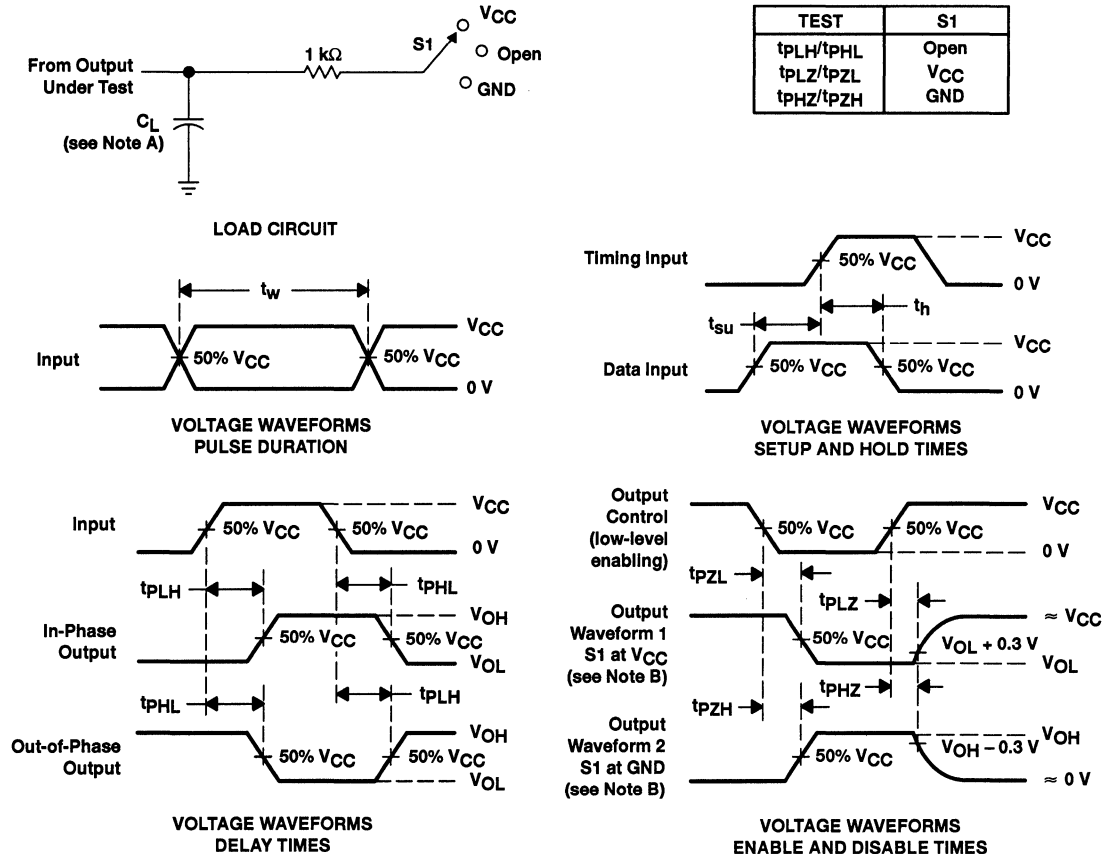 VCC
S1
Open
1 kΩ
From Output
Under Test
GND
CL
(see Note A)
LOAD CIRCUIT
TEST S1
tPLH/tPHL Open
tPLZ/tPZL VCC
tPHZ/tPZH GND
tw
VCC
Input
50% VCC
50% VCC
0 V
VOLTAGE WAVEFORMS
PULSE DURATION
VCC
Timing Input
50% VCC
0 V
th
tsu
VCC
Data Input
50% VCC
50% VCC
0 V
VOLTAGE WAVEFORMS
SETUP AND HOLD TIMES
VCC
Input
50% VCC
50% VCC
0 V
tPLH
tPHL
VOH
In-Phase
Output
50% VCC
50% VCC
VOL
tPHL
tPLH
VOH
Out-of-Phase
Output
50% VCC
50% VCC
VOL
VOLTAGE WAVEFORMS
DELAY TIMES
Output
Control
(low-level
enabling)
VCC
50% VCC
50% VCC
0 V
tPZL
tPLZ
Output
Waveform 1
S1 at VCC
(see Note B)
≈ VCC
50% VCC
VOL + 0.3 V
VOL
tPZH
tPHZ
Output
Waveform 2
S1 at GND
(see Note B)
VOH
50% VCC
VOH – 0.3 V
≈ 0 V
VOLTAGE WAVEFORMS
ENABLE AND DISABLE TIMES